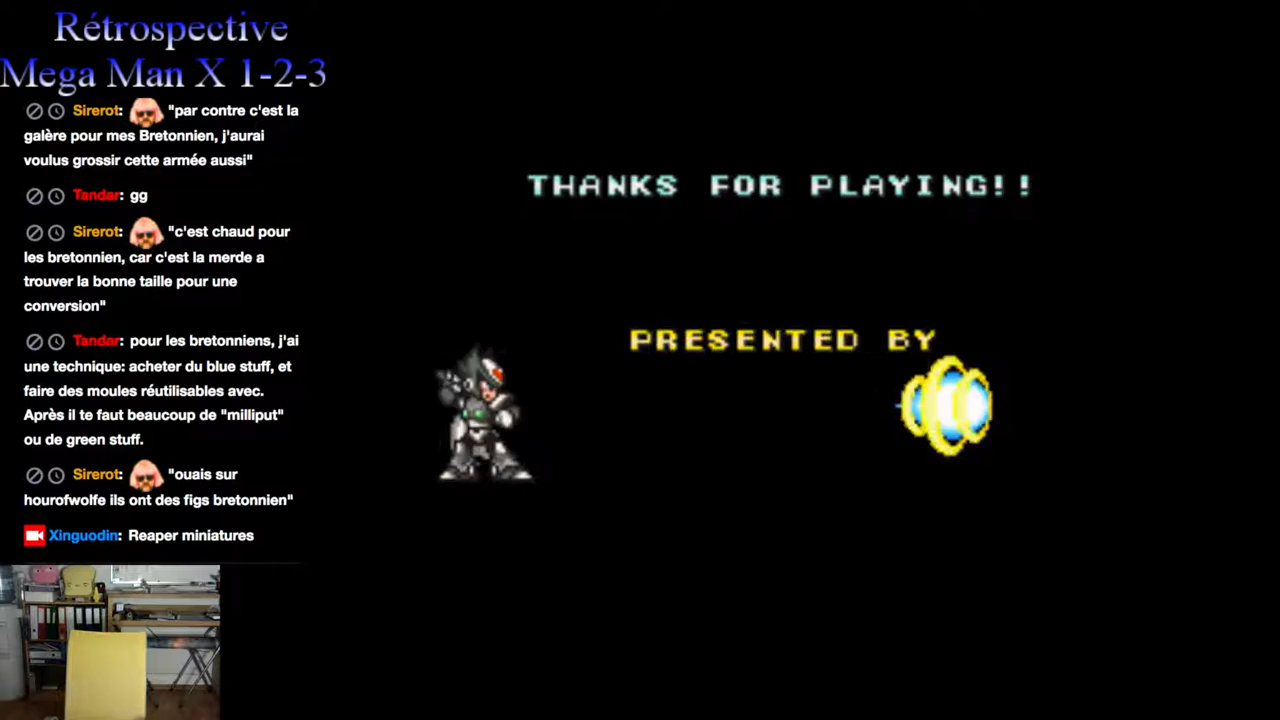 Rétrospective
Mega Man X 1-2-3
Sirerot: "par contre c'est la
galère pour mes Bretonnien, j'aurai
voulus grossir cette armée aussi"
Tandar: gg
Sirerot: "c'est chaud pour
les bretonnien, car c'est la merde a
trouver la bonne taille pour une
conversion"
Tandar: pour les bretonniens, j'ai
une technique: acheter du blue stuff, et
faire des moules réutilisables avec.
Après il te faut beaucoup de "milliput"
ou de green stuff.
Sirerot: "ouais sur
hourofwolfe ils ont des figs bretonnien"
Xinguodin: Reaper miniatures
THANKS FOR PLAYING!!
PRESENTED BY